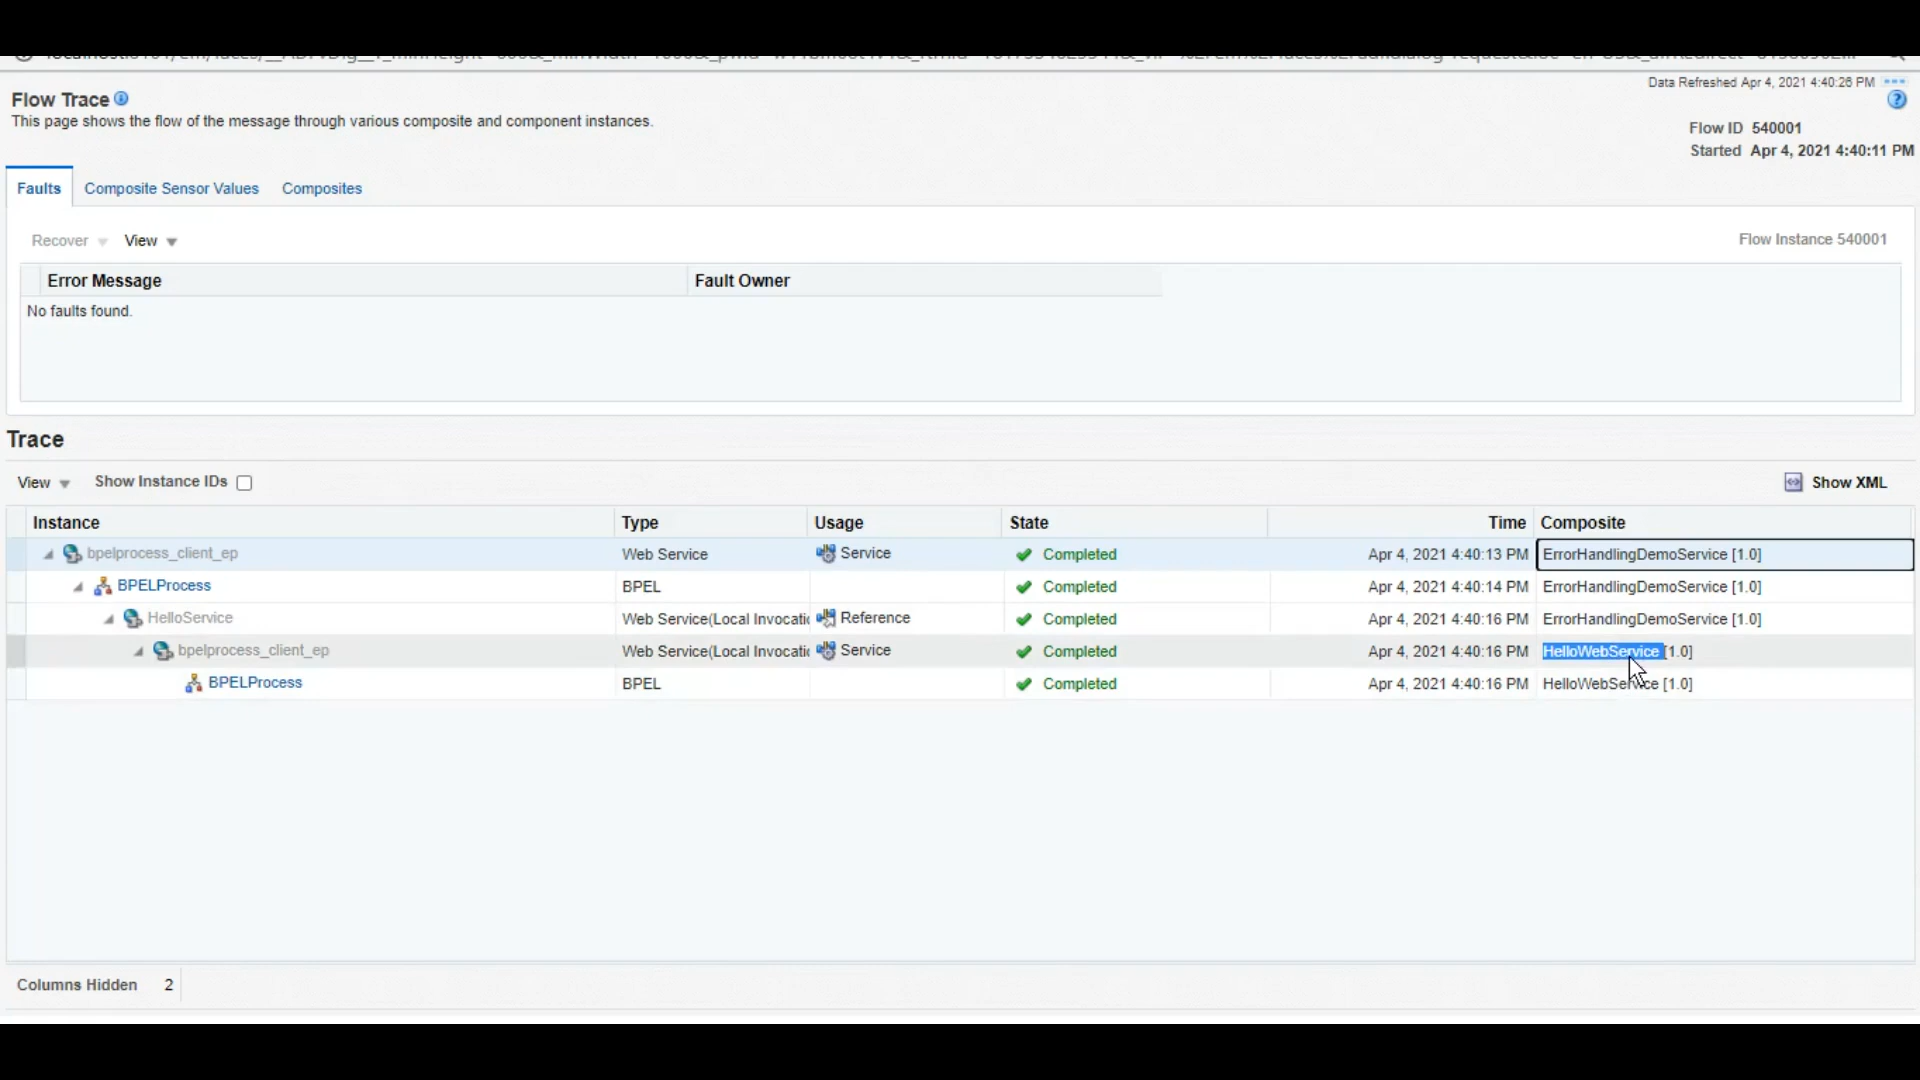 Data Refreshed Apr 4, 2021 4:40:26 PM
Flow Trace
This page shows the flow of the message through various composite and component instances.
Flow ID 540001
Started Apr 4, 2021 4:40:11 PM
Faults Composite Sensor Values Composites
Recover View Flow Instance 540001
Error Message Fault Owner
No faults found.
Trace
View Show Instance IDs Show XML
Instance Type Usage State Time Composite
bpelprocess_client_ep Web Service Service Completed Apr 4, 2021 4:40:13 PM ErrorHandlingDemoService [1.0]
BPELProcess BPEL Completed Apr 4, 2021 4:40:14 PM ErrorHandlingDemoService [1.0]
HelloService Web Service(Local Invocatic Reference Completed Apr 4, 2021 4:40:16 PM ErrorHandlingDemoService [1.0]
bpelprocess_client_ep Web Service(Local Invocatic Service Completed Apr 4, 2021 4:40:16 PM HelloWebService [1.0]
BPELProcess BPEL Completed Apr 4, 2021 4:40:16 PM HelloWebService [1.0]
Columns Hidden 2